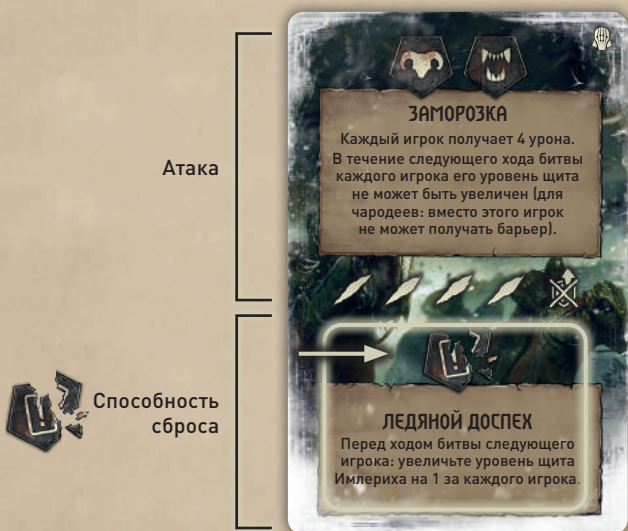 ЗАМОРОЗКА
Каждый игрок получает 4 урона.
В течение следующего хода битвы
каждого игрока его уровень щита
не может быть увеличен (для
чародеев: вместо этого игрок
не может получать барьер).
Атака
Способность
сброса
ЛЕДЯНОЙ ДОСПЕХ
Перед ходом битвы следующего
игрока: увеличьте уровень щита
Имлериха на 1 за каждого игрока.